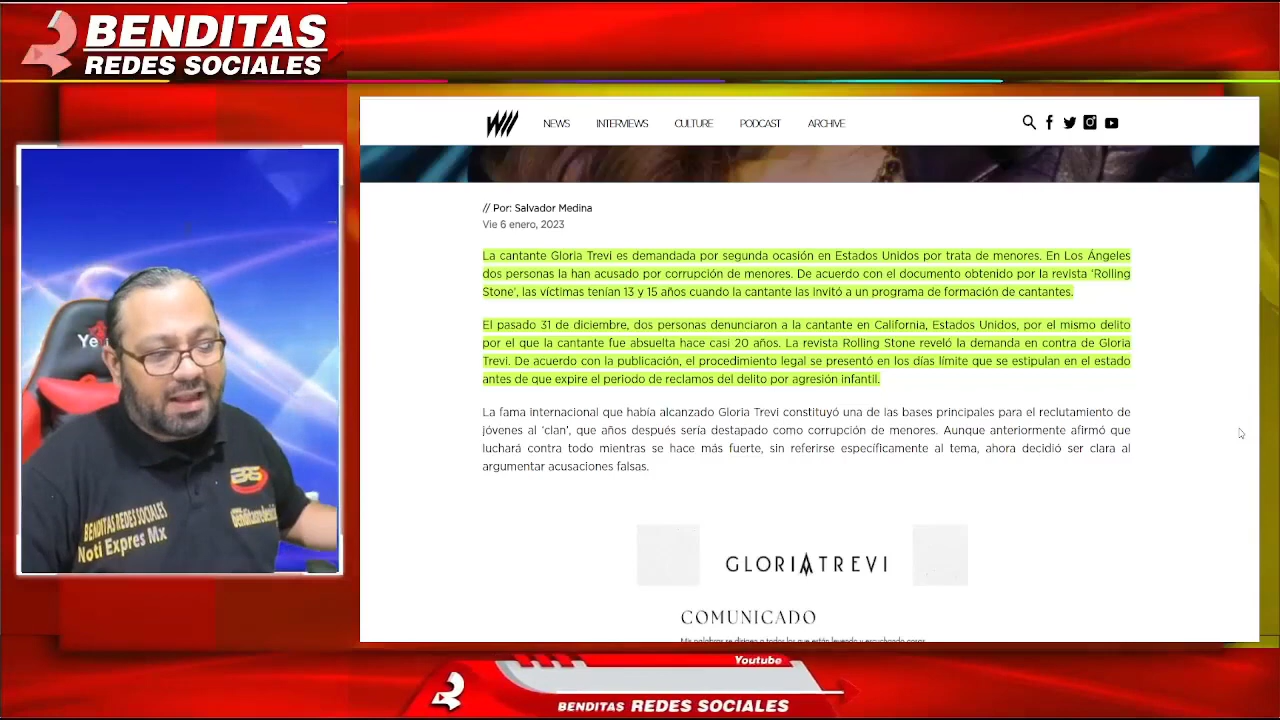 BENDITAS
REDES SOCIALES
NEWS INTERVIEWS CULTURE PODCAST ARCHIVE
// Por: Salvador Medina
Vie 6 enero, 2023
La cantante Gloria Trevi es demandada por segunda ocasión en Estados Unidos por trata de menores. En Los Ángeles
dos personas la han acusado por corrupción de menores. De acuerdo con el documento obtenido por la revista ‘Rolling
Stone’, las víctimas tenían 13 y 15 años cuando la cantante las invitó a un programa de formación de cantantes.
El pasado 31 de diciembre, dos personas denunciaron a la cantante en California, Estados Unidos, por el mismo delito
por el que la cantante fue absuelta hace casi 20 años. La revista Rolling Stone reveló la demanda en contra de Gloria
Trevi. De acuerdo con la publicación, el procedimiento legal se presentó en los días límite que se estipulan en el estado
antes de que expire el periodo de reclamos del delito por agresión infantil.
La fama internacional que había alcanzado Gloria Trevi constituyó una de las bases principales para el reclutamiento de
jóvenes al ‘clan’, que años después sería destapado como corrupción de menores. Aunque anteriormente afirmó que
luchará contra todo mientras se hace más fuerte, sin referirse específicamente al tema, ahora decidió ser clara al
argumentar acusaciones falsas.
GLORIA TREVI
COMUNICADO
Ye
BRS
BENDITAS REDES SOCIALES
Noti Expres Mx
Youtube
BENDITAS REDES SOCIALES